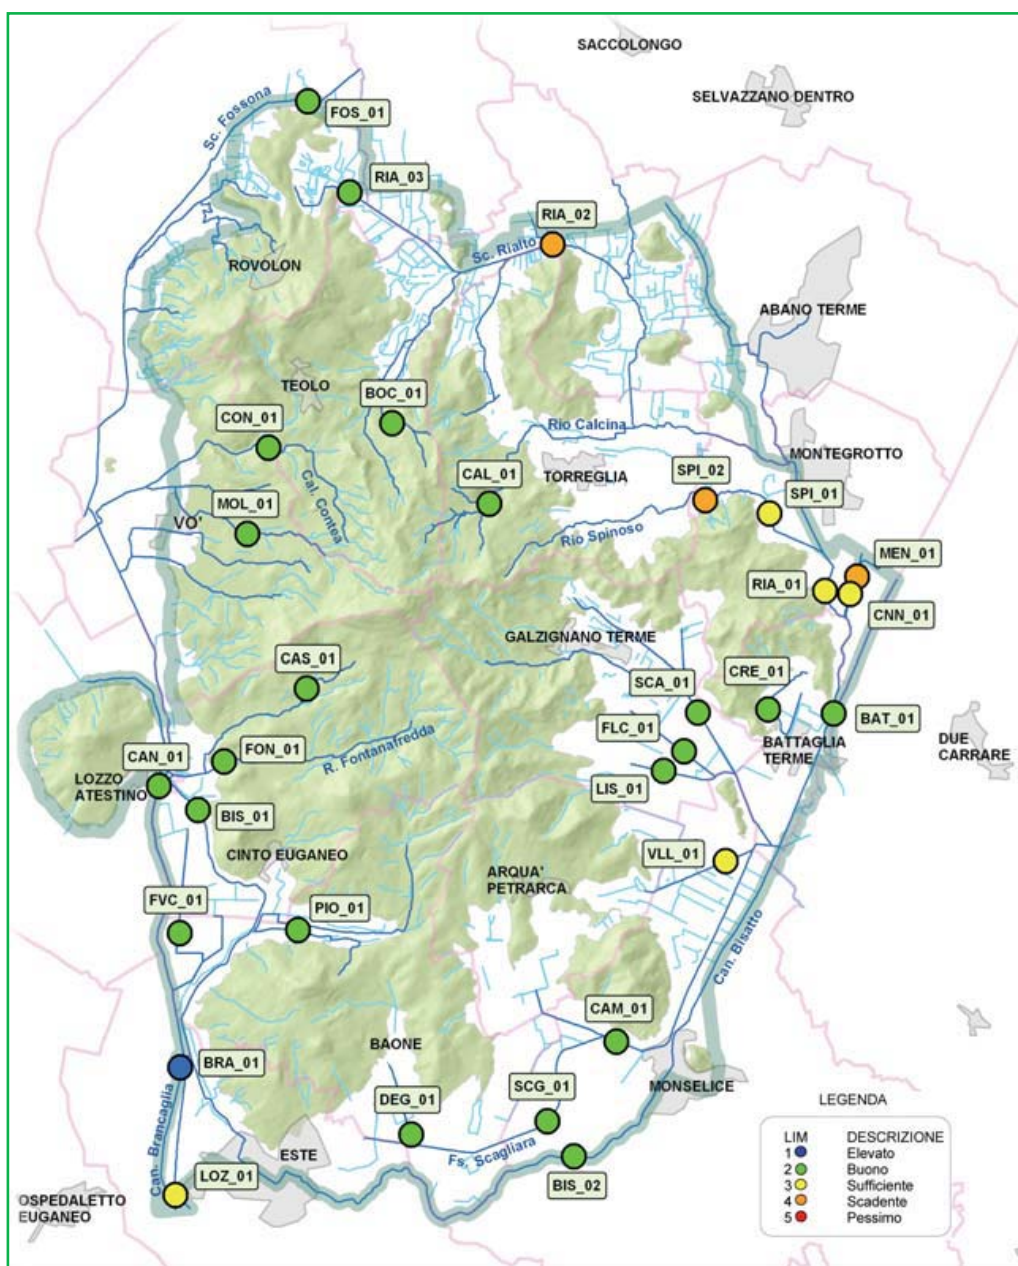 SACCOLONGO
SELVAZZANO DENTRO
Sc. Fossona
FOS_01
RIA_03
RIA_02
Sc. Rialto
ROVOLON
ABANO TERME
TEOLO
BOC_01
CON_01
Rio Calcina
MONTEGROTTO
CAL_01
TORREGLIA
SPI_02
SPI_01
MOL_01
VO'
Cal. Contea
Rio Spinoso
MEN_01
RIA_01
CNN_01
GALZIGNANO TERME
CAS_01
CRE_01
SCA_01
BAT_01
FLC_01
FON_01
R. Fontanafredda
CAN_01
BATTAGLIA
TERME
DUE
CARRARE
LOZZO
ATESTINO
LIS_01
BIS_01
CINTO EUGANEO
VLL_01
ARQUA'
PETRARCA
FVC_01
PIO_01
Can. Bisatto
CAM_01
BAONE
BRA_01
MONSELICE
SCG_01
DEG_01
Can. Brancaglia
Fs. Scagliara
ESTE
LOZ_01
BIS_02
OSPEDALETTO
EUGANEO
LEGENDA
LIM DESCRIZIONE
1 Elevato
2 Buono
3 Sufficiente
4 Scadente
5 Pessimo